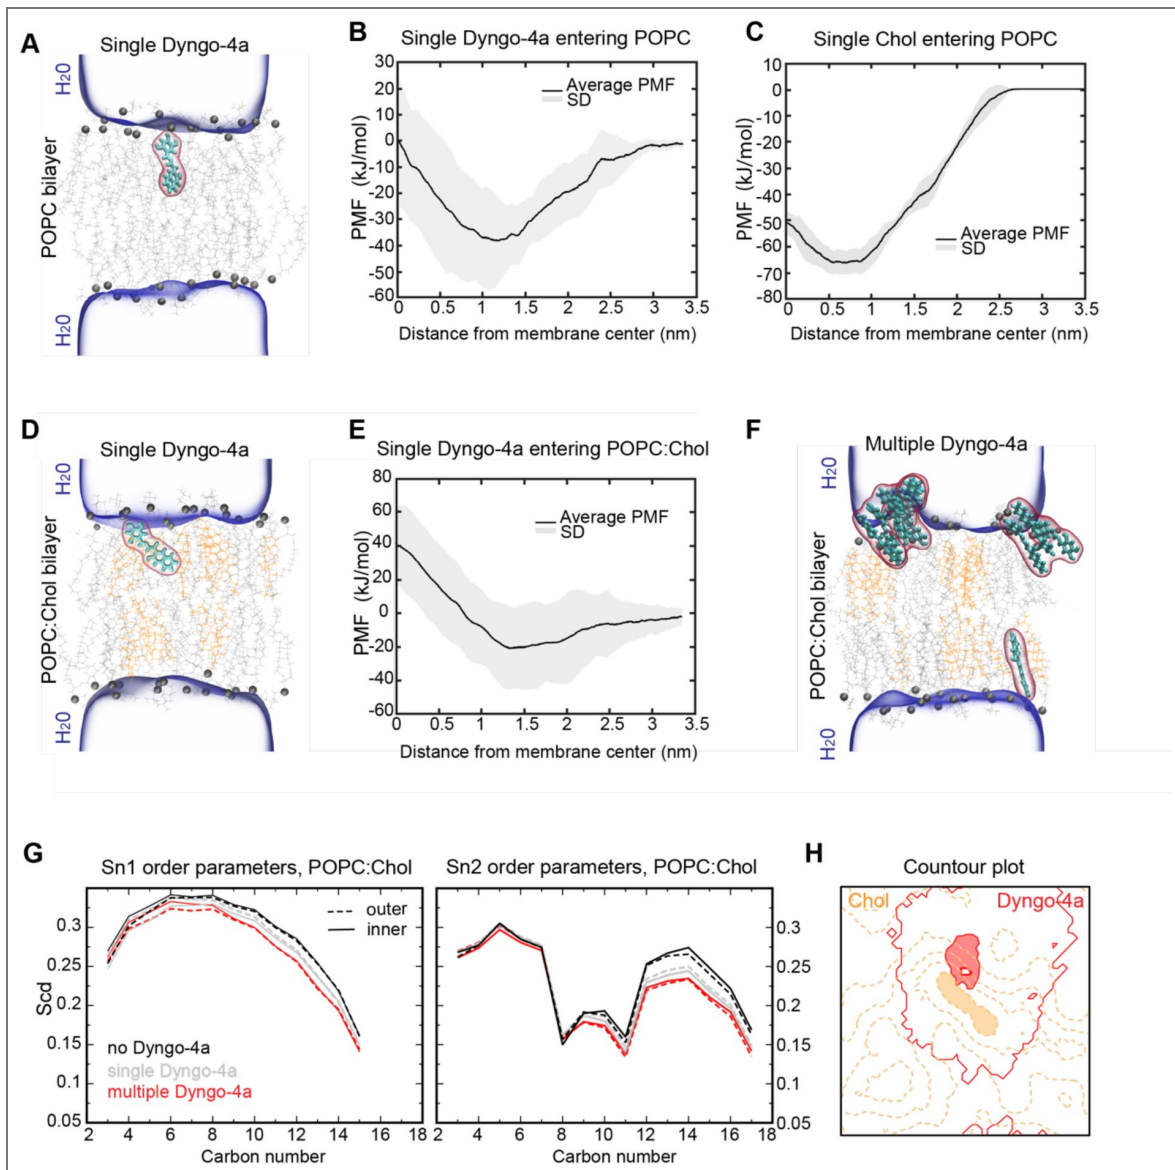 A
Single Dyngo-4a
H20
POPC bilayer
H20
B
Single Dyngo-4a entering POPC
30
20
10
0
-10
-20
-30
-40
-50
-60
PMF (kJ/mol)
Average PMF
SD
0 0.5 1 1.5 2 2.5 3 3.5
Distance from membrane center (nm)
C
Single Chol entering POPC
10
0
-10
-20
-30
-40
-50
-60
-70
-80
PMF (kJ/mol)
Average PMF
SD
0 0.5 1 1.5 2 2.5 3 3.5
Distance from membrane center (nm)
D
Single Dyngo-4a
H20
POPC:Chol bilayer
H20
E
Single Dyngo-4a entering POPC:Chol
80
60
40
20
0
-20
-40
-60
PMF (kJ/mol)
Average PMF
SD
0 0.5 1 1.5 2 2.5 3 3.5
Distance from membrane center (nm)
F
Multiple Dyngo-4a
H20
POPC:Chol bilayer
H20
G
Sn1 order parameters, POPC:Chol
0.3
0.25
0.2
0.15
0.1
0.05
Scd
outer
inner
no Dyngo-4a
single Dyngo-4a
multiple Dyngo-4a
2 4 6 8 10 12 14 16 18
Carbon number
Sn2 order parameters, POPC:Chol
0.3
0.25
0.2
0.15
0.1
0.05
2 4 6 8 10 12 14 16 18
Carbon number
H
Countour plot
Chol
Dyngo-4a